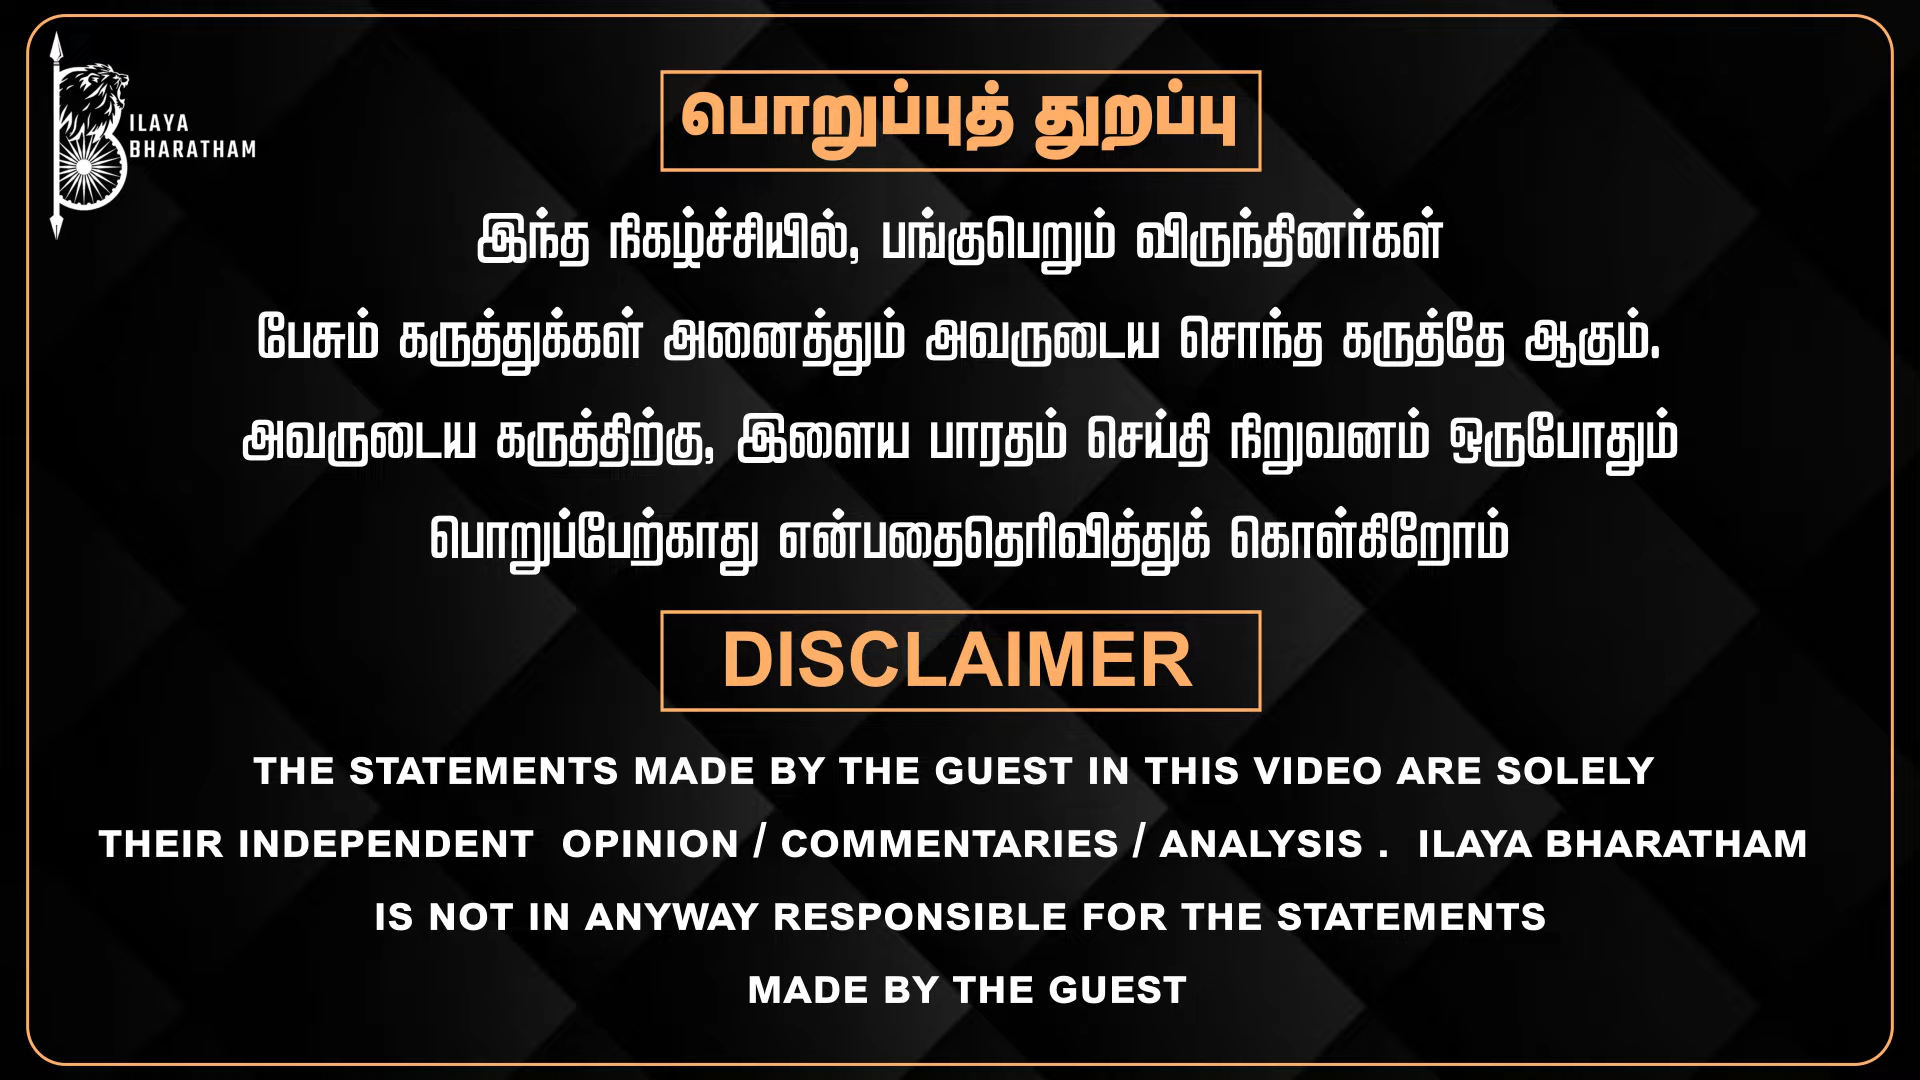 ILAYA
BHARATHAM
பொறுப்புத் துறப்பு
இந்த நிகழ்ச்சியில், பங்குபெறும் விருந்தினர்கள்
பேசும் கருத்துக்கள் அனைத்தும் அவருடைய சொந்த கருத்தே ஆகும்.
அவருடைய கருத்திற்கு, இளைய பாரதம் செய்தி நிறுவனம் ஒருபோதும்
பொறுப்பேற்காது என்பதைதெரிவித்துக் கொள்கிறோம்
DISCLAIMER
THE STATEMENTS MADE BY THE GUEST IN THIS VIDEO ARE SOLELY
THEIR INDEPENDENT  OPINION / COMMENTARIES / ANALYSIS .  ILAYA BHARATHAM
IS NOT IN ANYWAY RESPONSIBLE FOR THE STATEMENTS
MADE BY THE GUEST